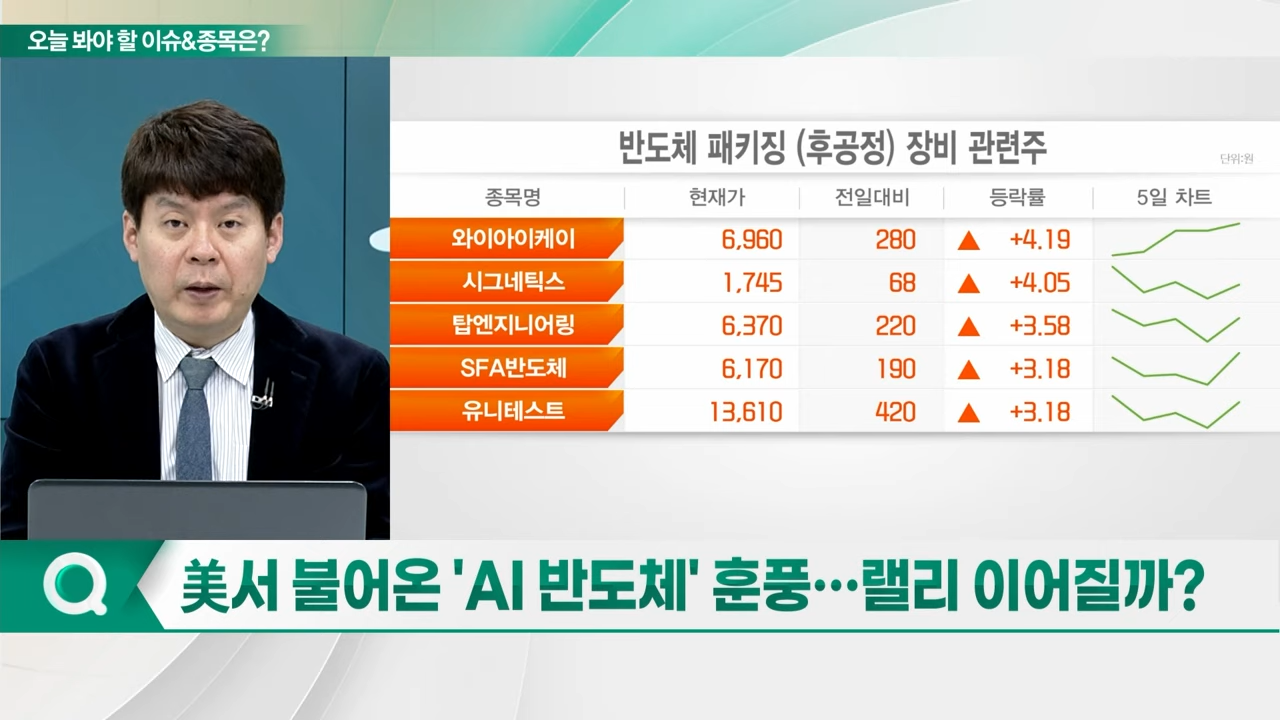 오늘 봐야 할 이슈&종목은?
반도체 패키징 (후공정) 장비 관련주
단위:원
종목명 현재가 전일대비 등락률 5일 차트
와이아이케이 6,960 280 ▲ +4.19
시그네틱스 1,745 68 ▲ +4.05
탑엔지니어링 6,370 220 ▲ +3.58
SFA반도체 6,170 190 ▲ +3.18
유니테스트 13,610 420 ▲ +3.18
美서 불어온 'AI 반도체' 훈풍…랠리 이어질까?